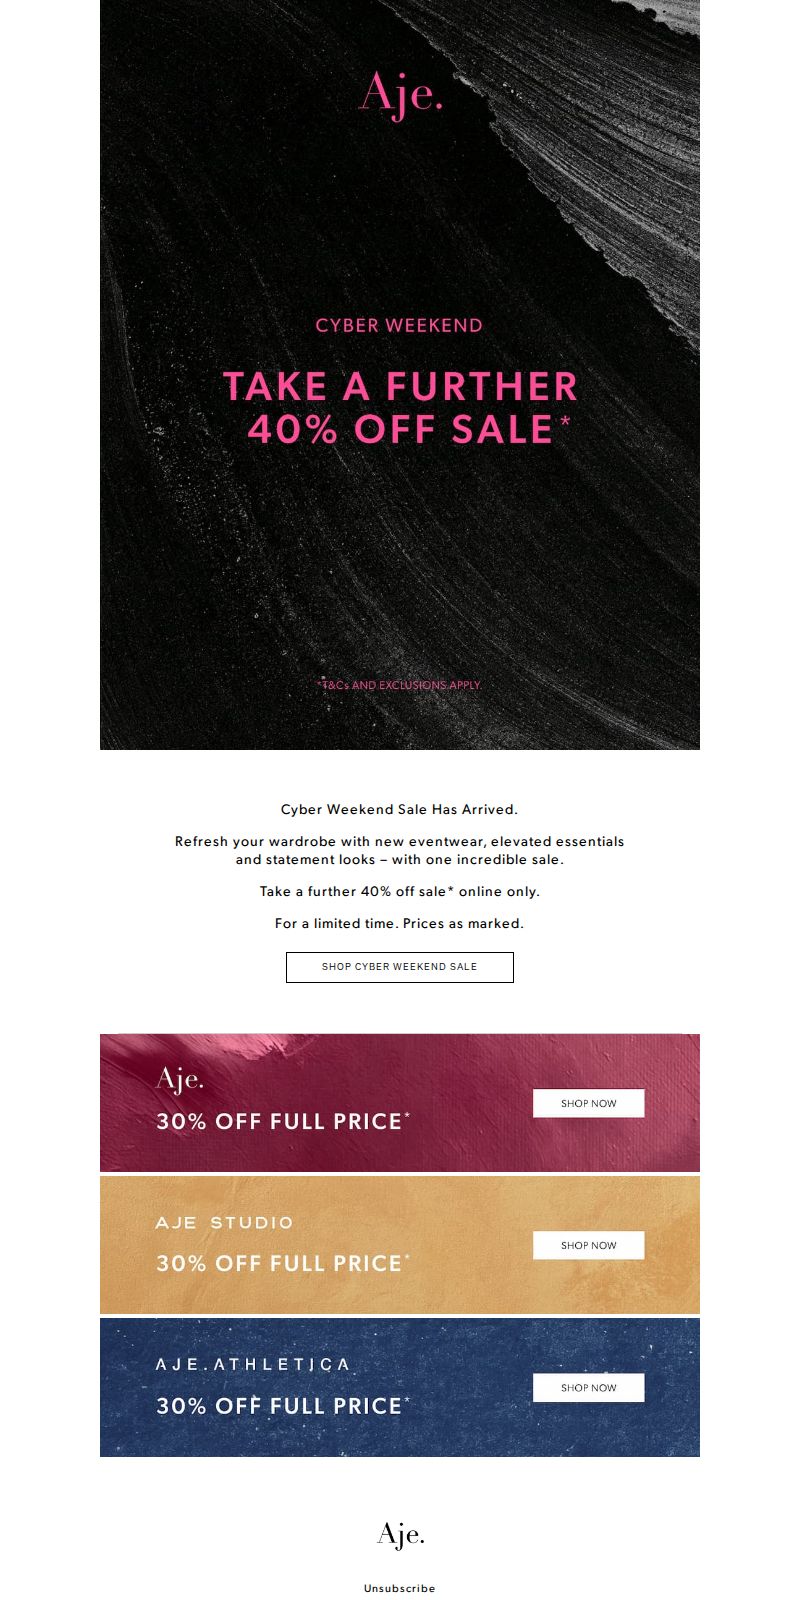 Aje.
CYBER WEEKEND
TAKE A FURTHER
40% OFF SALE*
*T&Cs AND EXCLUSIONS APPLY.
Cyber Weekend Sale Has Arrived.
Refresh your wardrobe with new eventwear, elevated essentials
and statement looks – with one incredible sale.
Take a further 40% off sale* online only.
For a limited time. Prices as marked.
SHOP CYBER WEEKEND SALE
Aje.
30% OFF FULL PRICE*
SHOP NOW
AJE STUDIO
30% OFF FULL PRICE*
SHOP NOW
AJE.ATHLETICA
30% OFF FULL PRICE*
SHOP NOW
Aje.
Unsubscribe